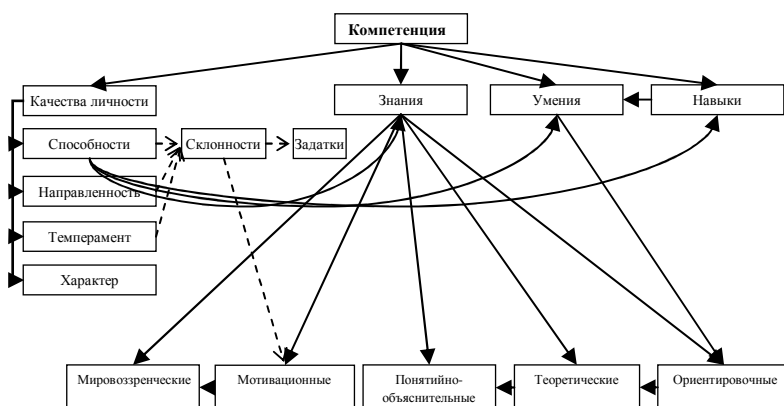 Компетенция
Качества личности
Знания
Умения
Навыки
Способности
Склонности
Задатки
Направленность
Темперамент
Характер
Мировоззренческие
Мотивационные
Понятийно-
объяснительные
Теоретические
Ориентировочные